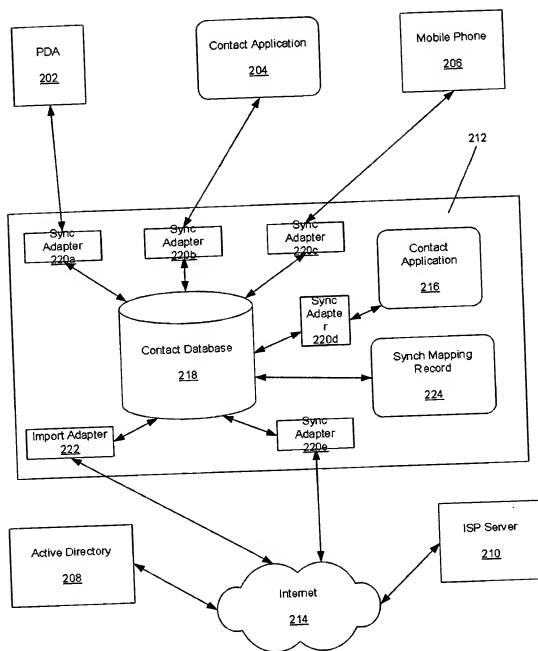 PDA
202
Contact Application
204
Mobile Phone
206
212
Sync
Adapter
220a
Sync
Adapter
220b
Sync
Adapter
220c
Contact
Application
216
Sync
Adapte
r
220d
Contact Database
218
Synch Mapping
Record
224
Import Adapter
222
Sync
Adapter
220e
Active Directory
208
Internet
214
ISP Server
210